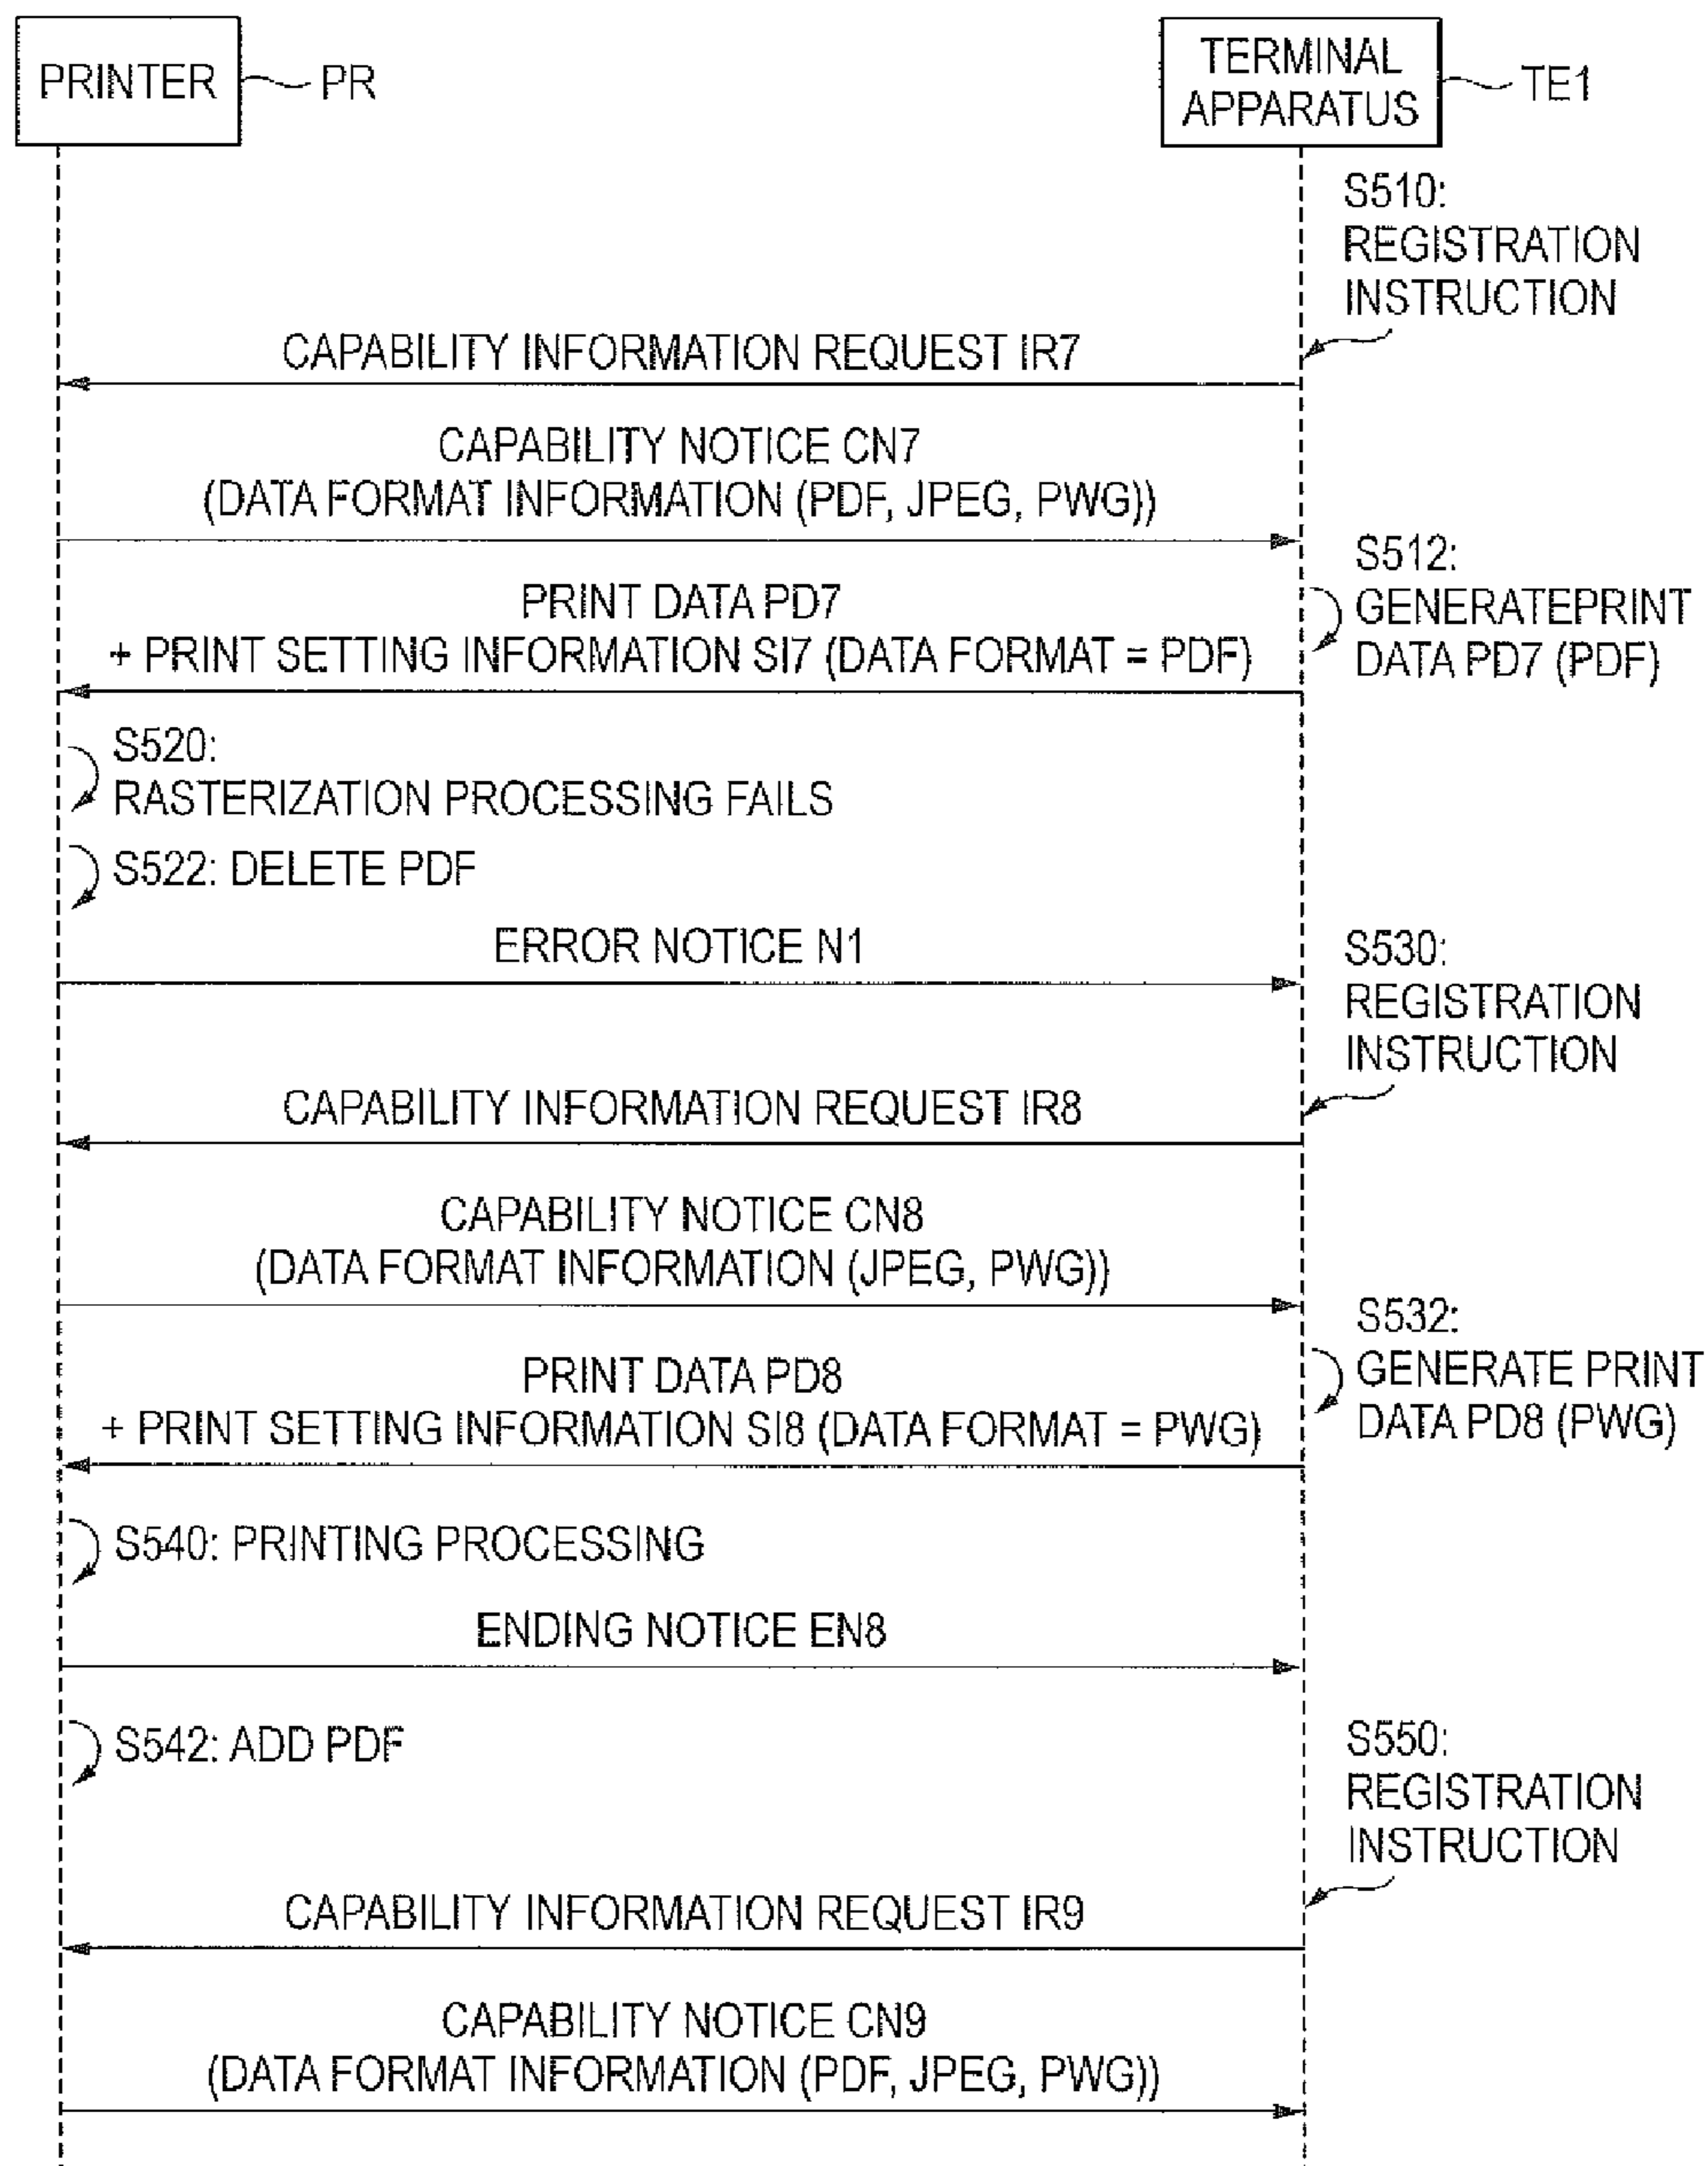 PRINTER
PR
TERMINAL
APPARATUS
TE1
S510:
REGISTRATION
INSTRUCTION
CAPABILITY INFORMATION REQUEST IR7
CAPABILITY NOTICE CN7
(DATA FORMAT INFORMATION (PDF, JPEG, PWG))
S512:
GENERATEPRINT
DATA PD7 (PDF)
PRINT DATA PD7
+ PRINT SETTING INFORMATION SI7 (DATA FORMAT = PDF)
S520:
RASTERIZATION PROCESSING FAILS
S522: DELETE PDF
ERROR NOTICE N1
S530:
REGISTRATION
INSTRUCTION
CAPABILITY INFORMATION REQUEST IR8
CAPABILITY NOTICE CN8
(DATA FORMAT INFORMATION (JPEG, PWG))
S532:
GENERATE PRINT
DATA PD8 (PWG)
PRINT DATA PD8
+ PRINT SETTING INFORMATION SI8 (DATA FORMAT = PWG)
S540: PRINTING PROCESSING
ENDING NOTICE EN8
S542: ADD PDF
S550:
REGISTRATION
INSTRUCTION
CAPABILITY INFORMATION REQUEST IR9
CAPABILITY NOTICE CN9
(DATA FORMAT INFORMATION (PDF, JPEG, PWG))